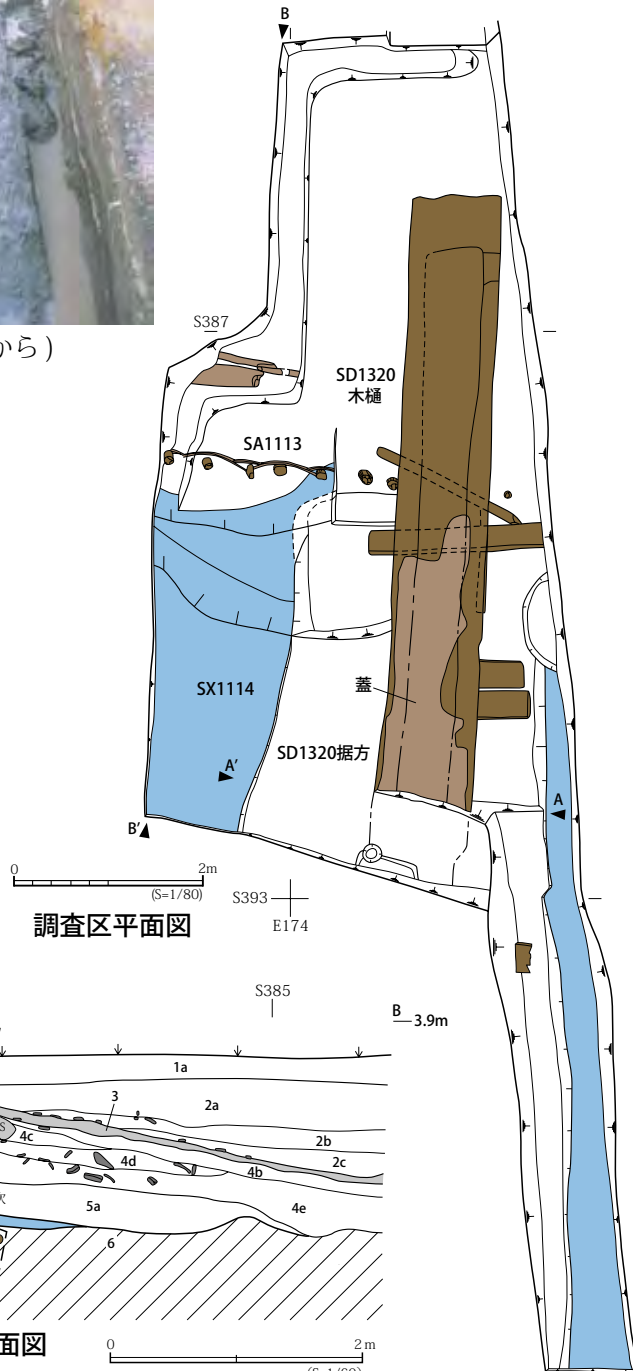 B
から)
S387
SD1320
木樋
SA1113
蓋
SX1114
SD1320据方
A'
A
B'
0 2m
(S=1/80)
S393
E174
調査区平面図
S385
B
3.9m
1a
3
2a
S
4c
2b
2c
4d
4b
5a
4e
6
面図
0 2m